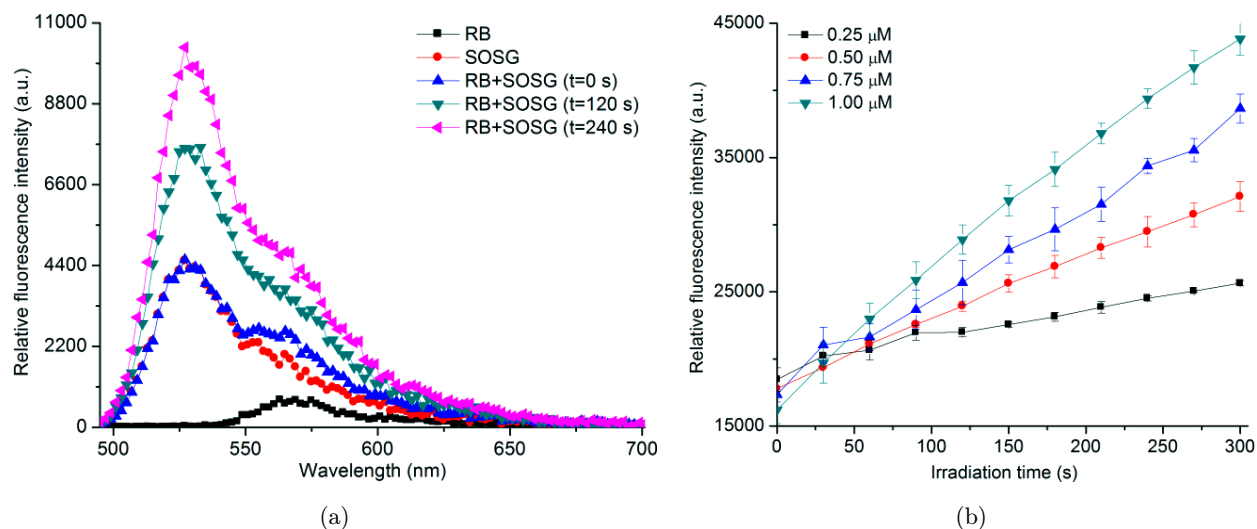 11000
8800
6600
4400
2200
0
Relative fluorescence intensity (a.u.)
RB
SOSG
RB+SOSG (t=0 s)
RB+SOSG (t=120 s)
RB+SOSG (t=240 s)
500 550 600 650 700
Wavelength (nm)
(a)
45000
35000
25000
15000
Relative fluorescence intensity (a.u.)
0.25 μM
0.50 μM
0.75 μM
1.00 μM
0 50 100 150 200 250 300
Irradiation time (s)
(b)